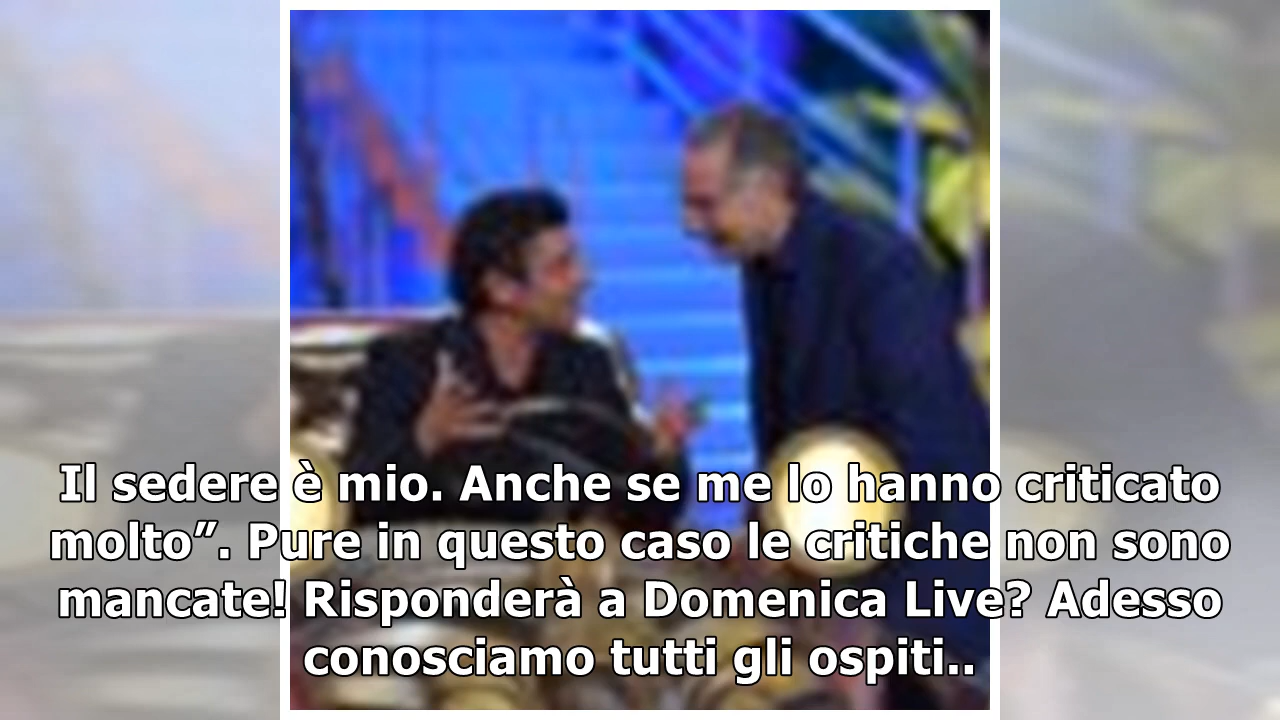 Il sedere è mio. Anche se me lo hanno criticato
molto”. Pure in questo caso le critiche non sono
mancate! Risponderà a Domenica Live? Adesso
conosciamo tutti gli ospiti..